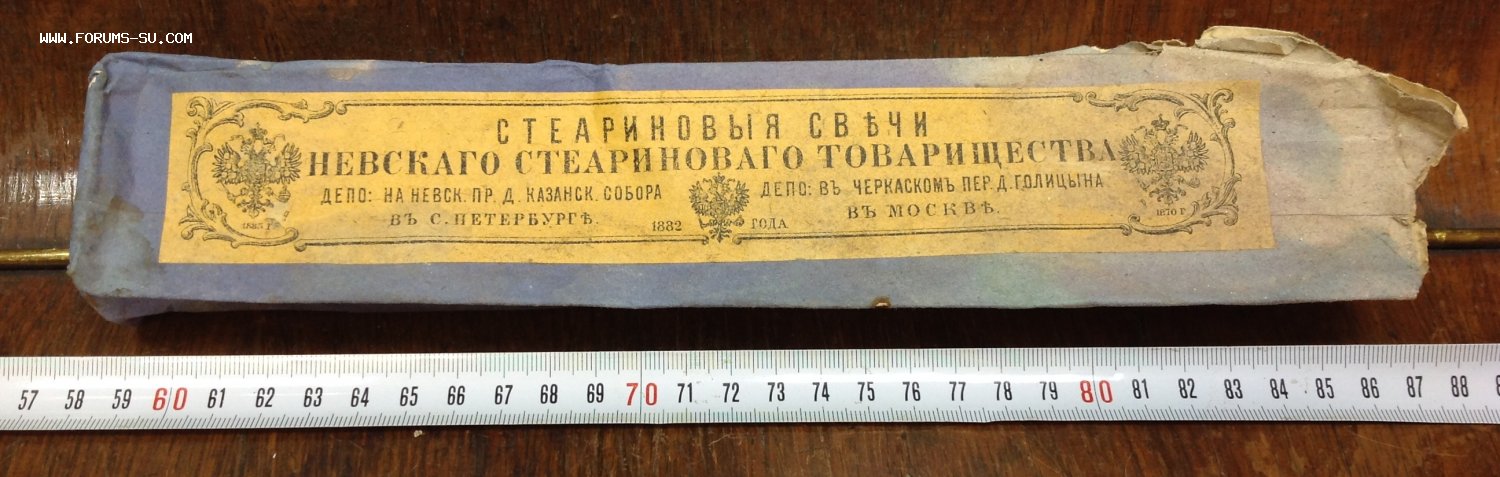 WWW.FORUMS-SU.COM
СТЕАРИНОВЫЯ СВѢЧИ
НЕВСКАГО СТЕАРИНОВАГО ТОВАРИЩЕСТВА
ДЕПО: НА НЕВСК. ПР. Д. КАЗАНСК. СОБОРА
ВЪ С. ПЕТЕРБУРГѢ.
ДЕПО: ВЪ ЧЕРКАСКОМЪ ПЕР. Д. ГОЛИЦЫНА
ВЪ МОСКВѢ.
1882 ГОДА
1870 Г
57 58 59 60 61 62 63 64 65 66 67 68 69 70 71 72 73 74 75 76 77 78 79 80 81 82 83 84 85 86 87 88